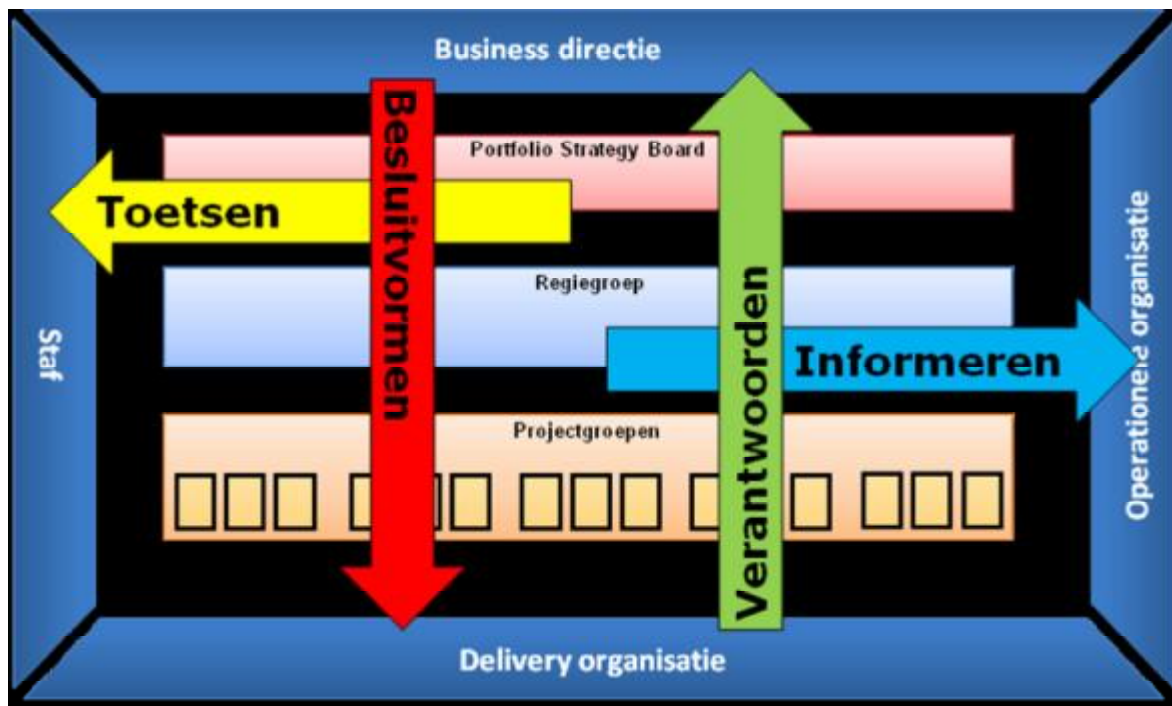 Business directie
Portfolio Strategy Board
Toetsen
Besluitvormen
Regiegroep
Informeren
Verantwoorden
Projectgroepen
Staf
Operationele organisatie
Delivery organisatie